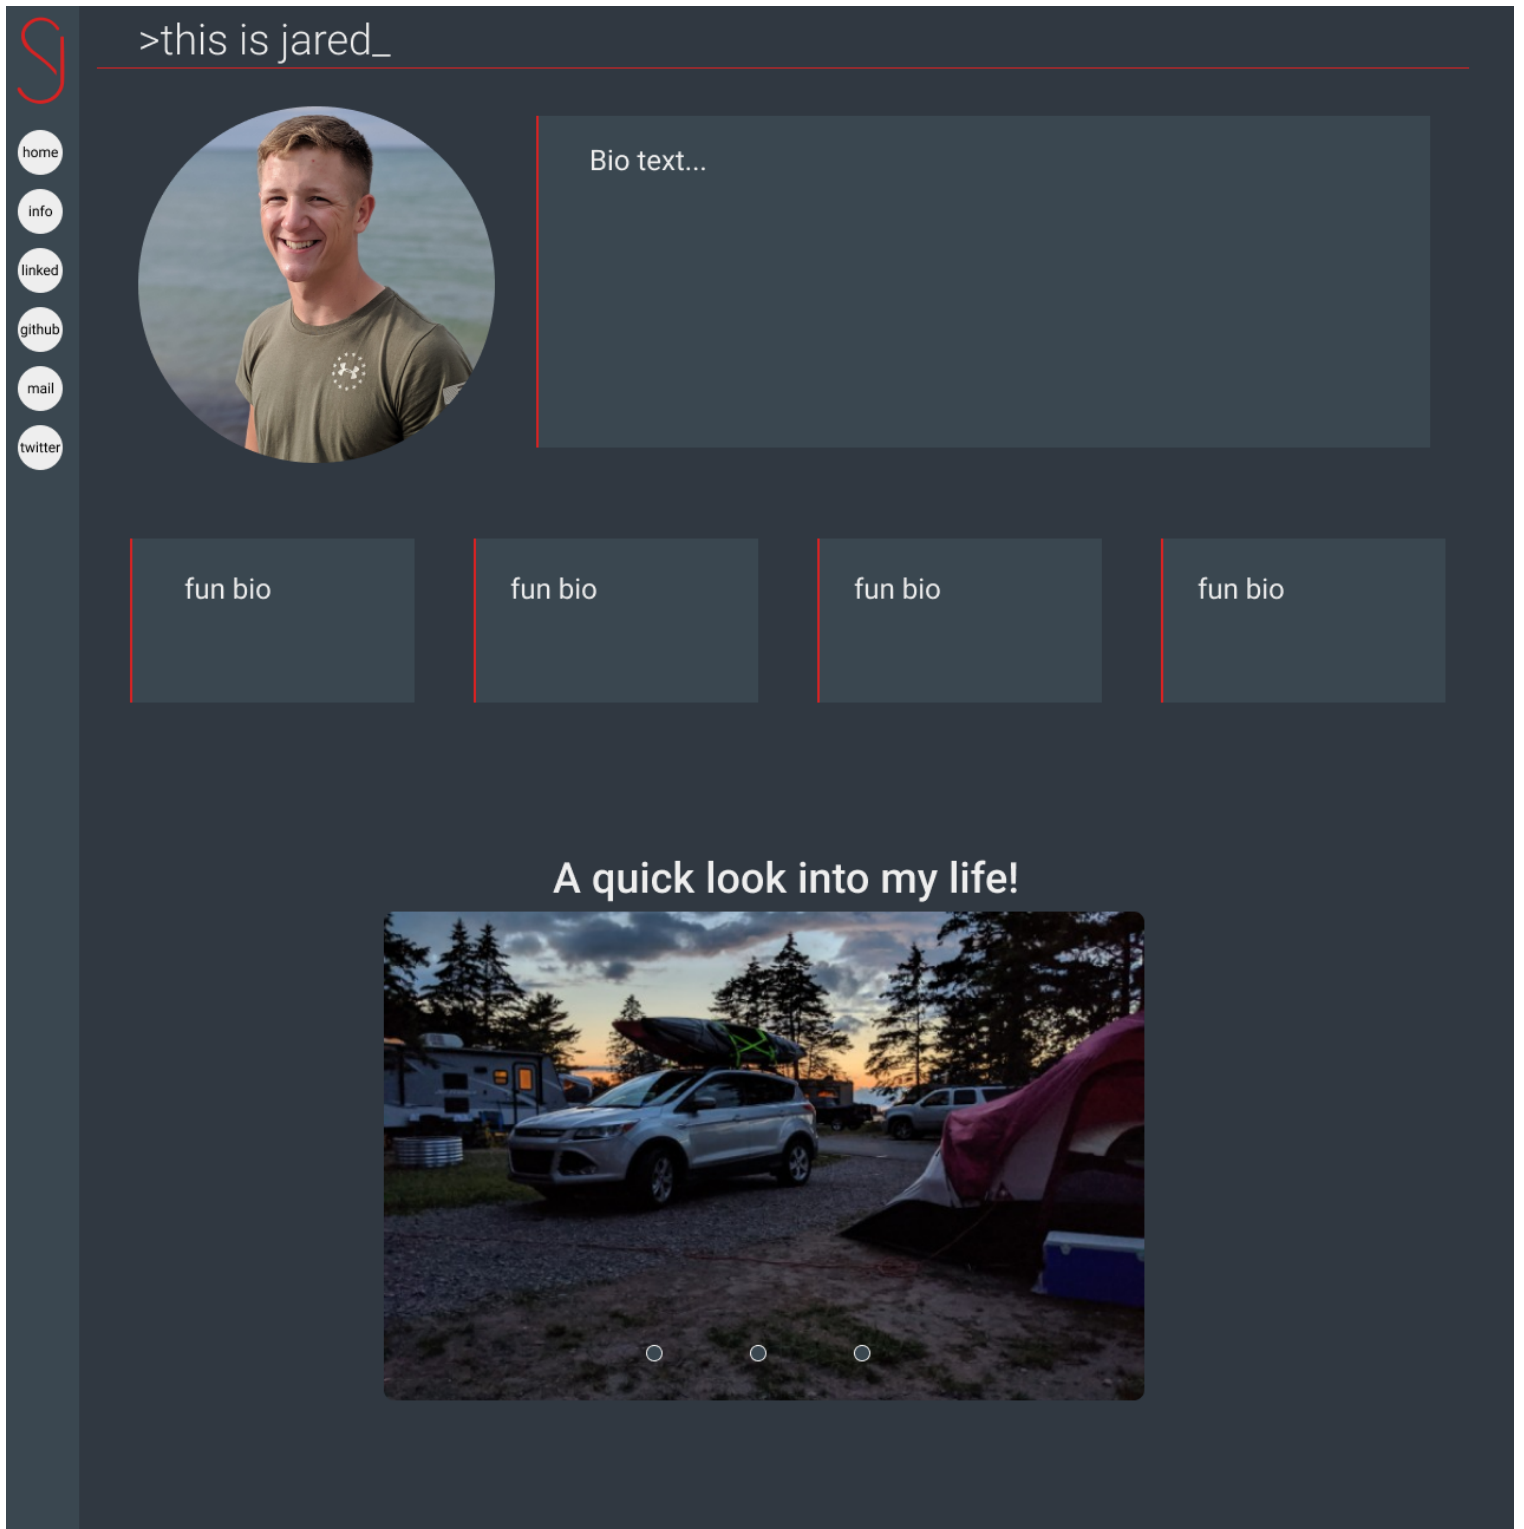 >this is jared_
home
info
linked
github
mail
twitter
Bio text...
fun bio
fun bio
fun bio
fun bio
A quick look into my life!